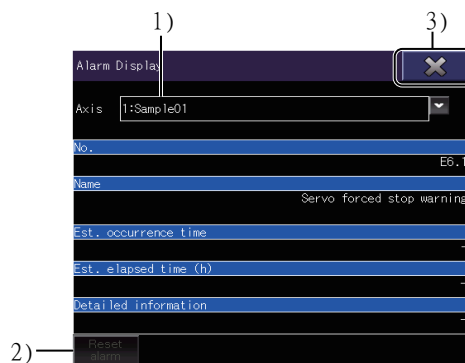 1)
3)
Alarm Display
Axis 1:Sample01
No.
E6.1
Name
Servo forced stop warning
Est. occurrence time
-
Est. elapsed time (h)
-
Detailed information
-
2)
Reset
alarm